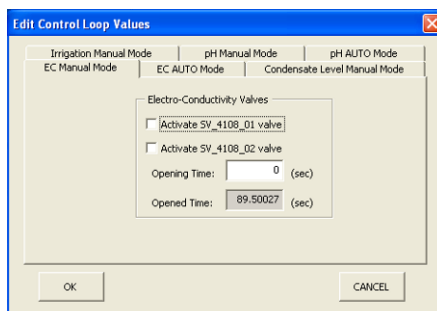 Edit Control Loop Values
Irrigation Manual Mode pH Manual Mode pH AUTO Mode
EC Manual Mode EC AUTO Mode Condensate Level Manual Mode
Electro-Conductivity Valves
Activate SV_4108_01 valve
Activate SV_4108_02 valve
Opening Time: 0 (sec)
Opened Time: 89.50027 (sec)
OK CANCEL